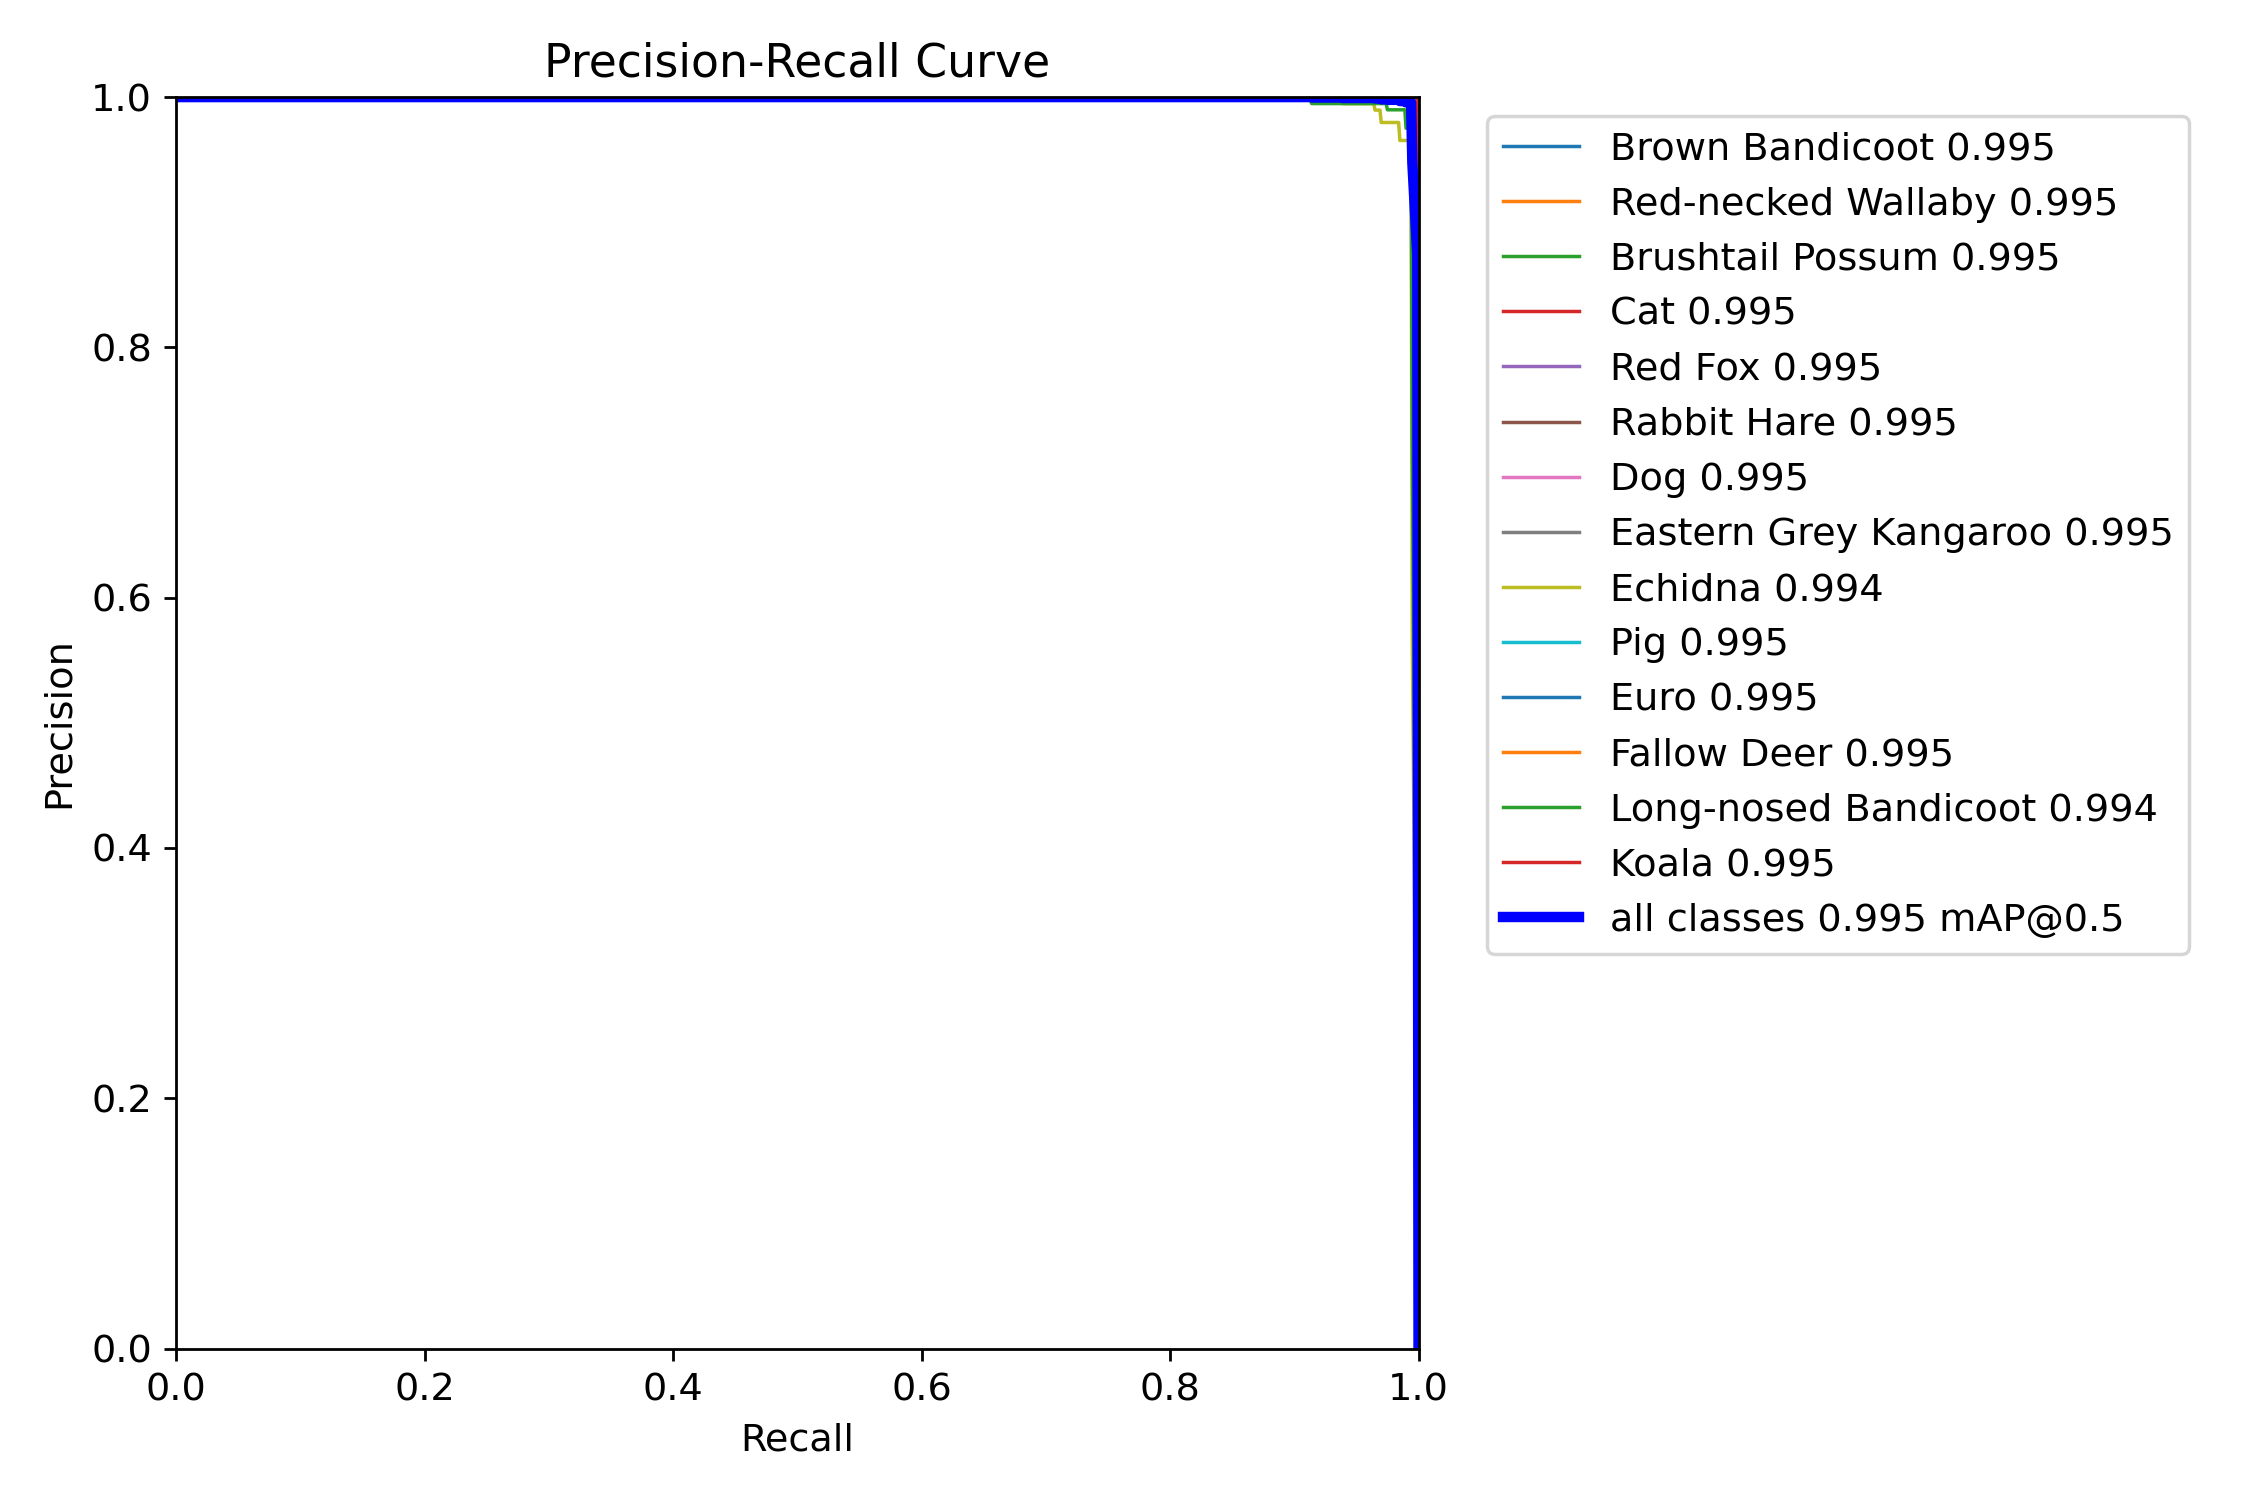 Precision-Recall Curve
1.0
0.8
0.6
0.4
0.2
0.0
Precision
0.0 0.2 0.4 0.6 0.8 1.0
Recall
Brown Bandicoot 0.995
Red-necked Wallaby 0.995
Brushtail Possum 0.995
Cat 0.995
Red Fox 0.995
Rabbit Hare 0.995
Dog 0.995
Eastern Grey Kangaroo 0.995
Echidna 0.994
Pig 0.995
Euro 0.995
Fallow Deer 0.995
Long-nosed Bandicoot 0.994
Koala 0.995
all classes 0.995 mAP@0.5